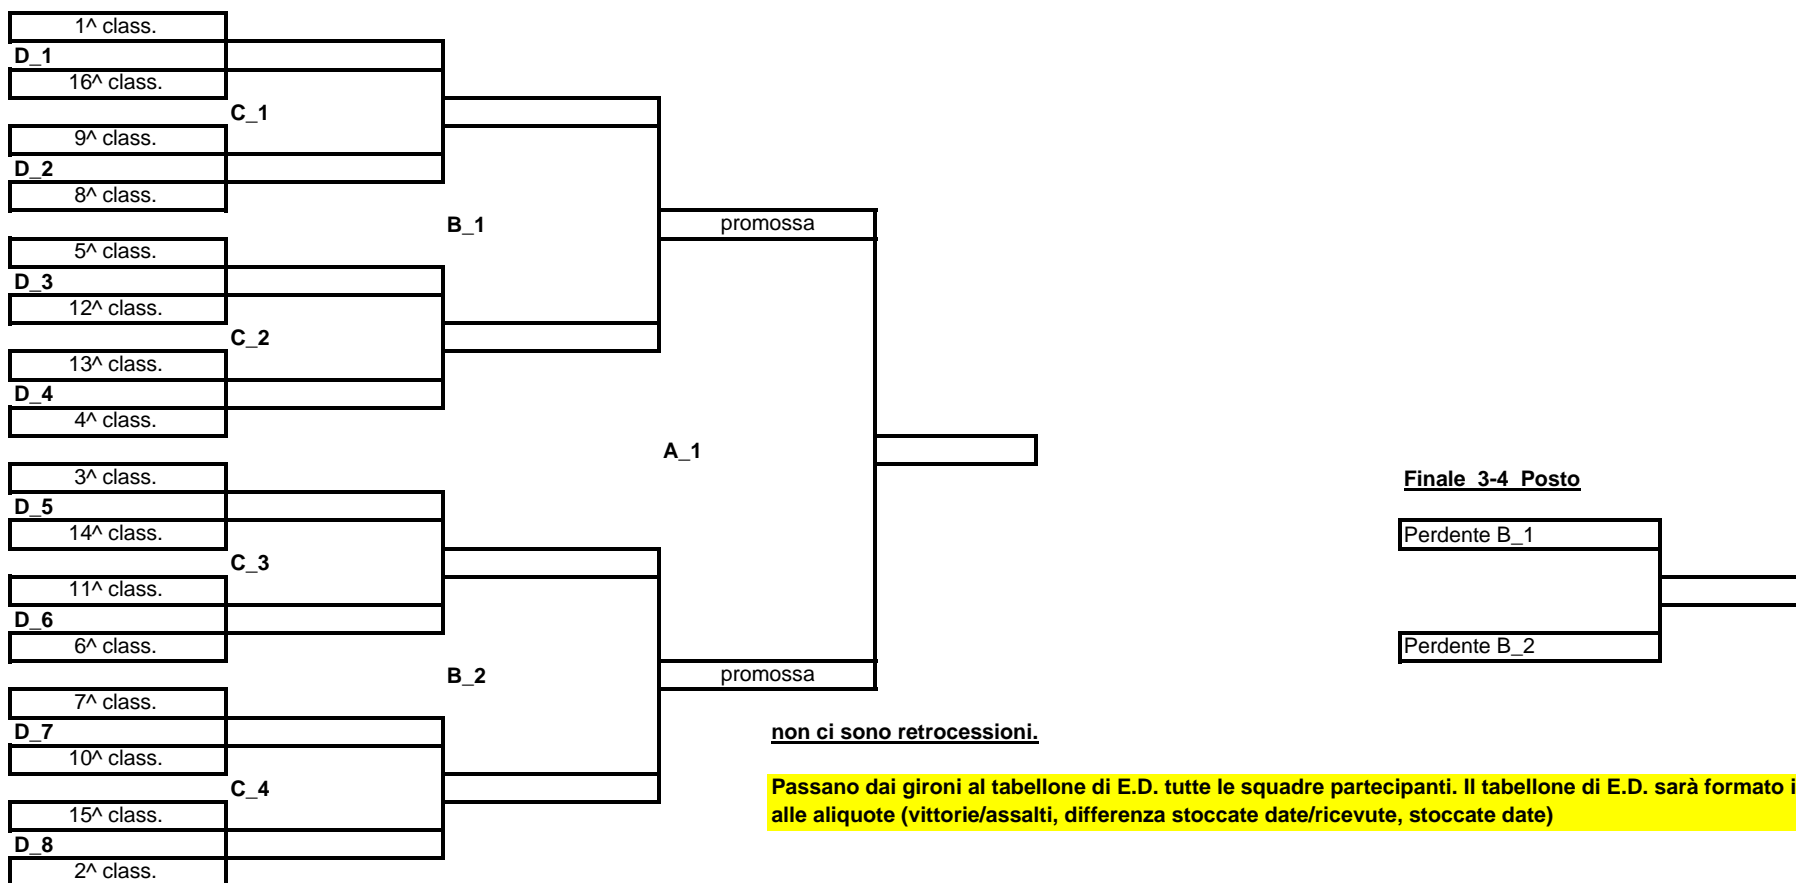 1^ class.
D_1
16^ class.
C_1
9^ class.
D_2
8^ class.
B_1
promossa
5^ class.
D_3
12^ class.
C_2
13^ class.
D_4
4^ class.
A_1
3^ class.
Finale 3-4 Posto
D_5
14^ class.
Perdente B_1
C_3
11^ class.
D_6
6^ class.
Perdente B_2
B_2
promossa
7^ class.
D_7
non ci sono retrocessioni.
10^ class.
C_4
Passano dai gironi al tabellone di E.D. tutte le squadre partecipanti. Il tabellone di E.D. sarà formato i
15^ class.
alle aliquote (vittorie/assalti, differenza stoccate date/ricevute, stoccate date)
D_8
2^ class.